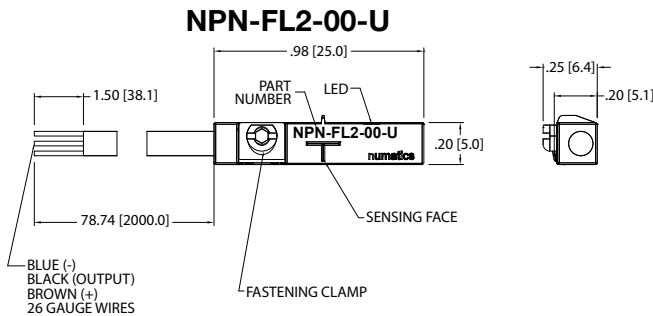 NPN-FL2-00-U
.98 [25.0]
.25 [6.4]
1.50 [38.1]
PART
NUMBER
LED
.20 [5.1]
NPN-FL2-00-U
numatics
.20 [5.0]
SENSING FACE
78.74 [2000.0]
BLUE (-)
BLACK (OUTPUT)
BROWN (+)
26 GAUGE WIRES
FASTENING CLAMP